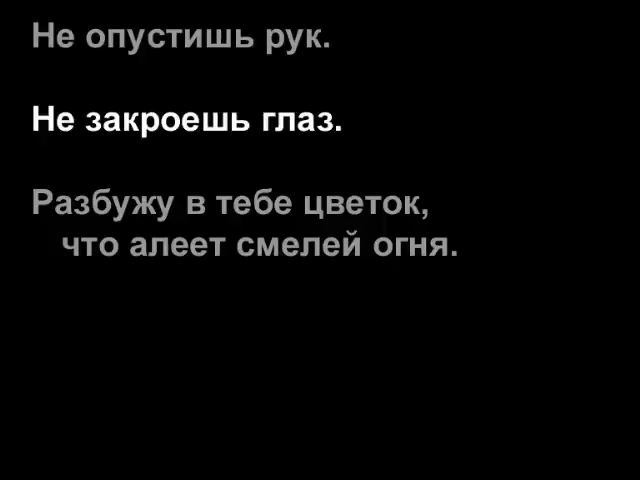 Не опустишь рук.
Не закроешь глаз.
Разбужу в тебе цветок,
что алеет смелей огня.